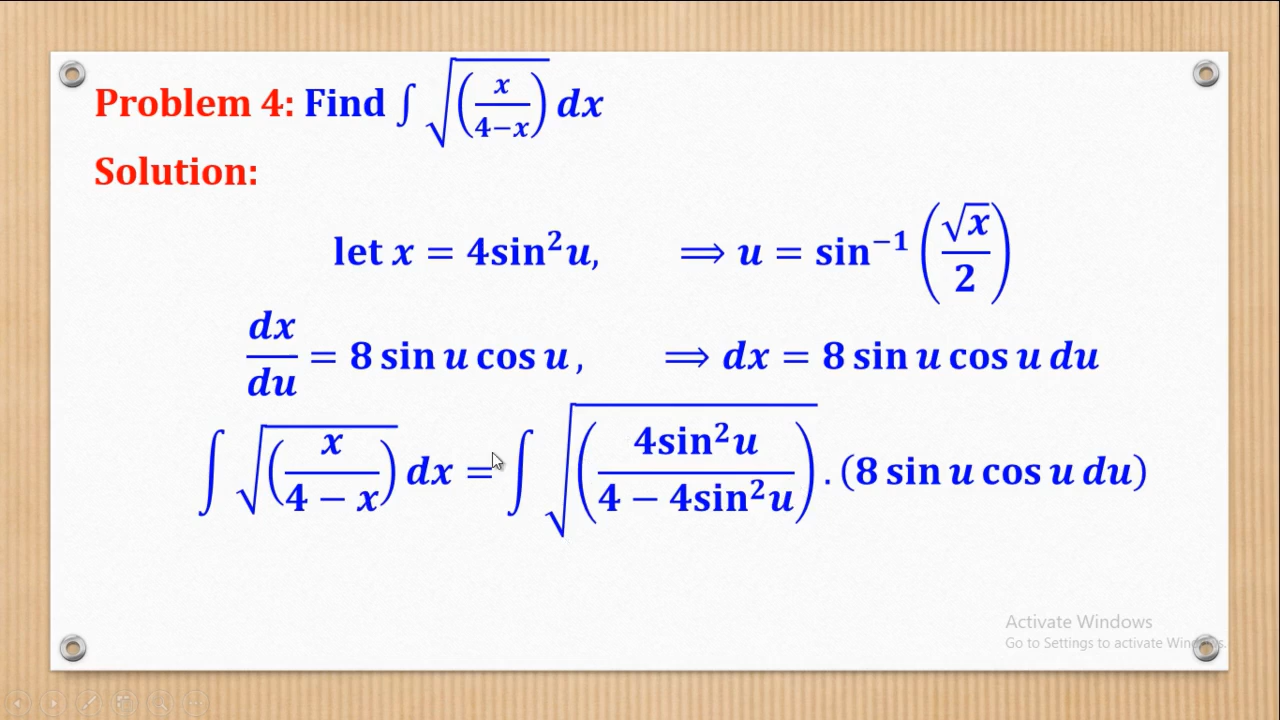 Problem 4: Find ∫ √(x/(4−x)) dx
Solution:
let x = 4sin²u, ⟹ u = sin⁻¹(√x/2)
dx/du = 8 sin u cos u , ⟹ dx = 8 sin u cos u du
∫ √(x/(4 − x)) dx = ∫ √(4sin²u/(4 − 4sin²u)) . (8 sin u cos u du)
Activate Windows
Go to Settings to activate Windows.